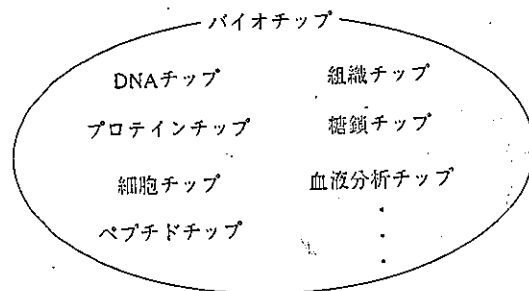 バイオチップ
DNAチップ 組織チップ
プロテインチップ 糖鎖チップ
細胞チップ 血液分析チップ
ペプチドチップ ・
・
・